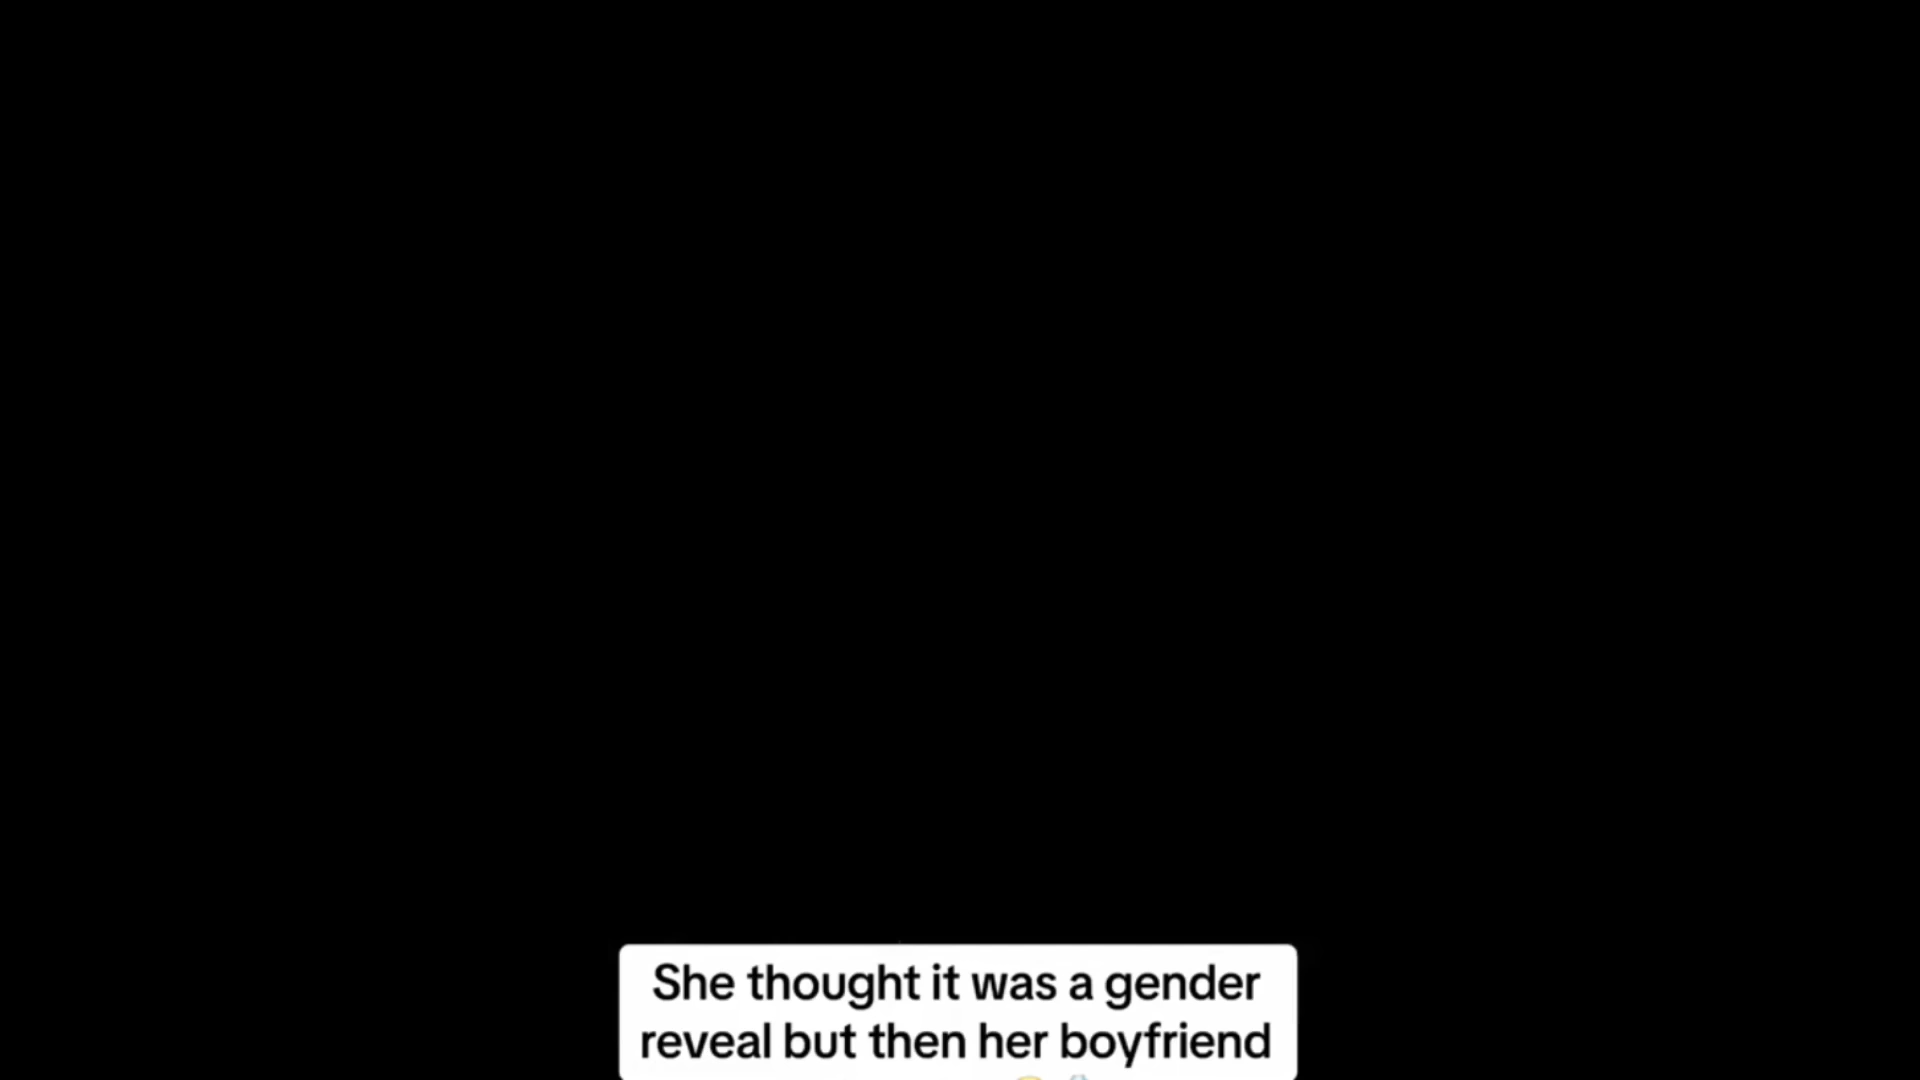 She thought it was a gender
reveal but then her boyfriend